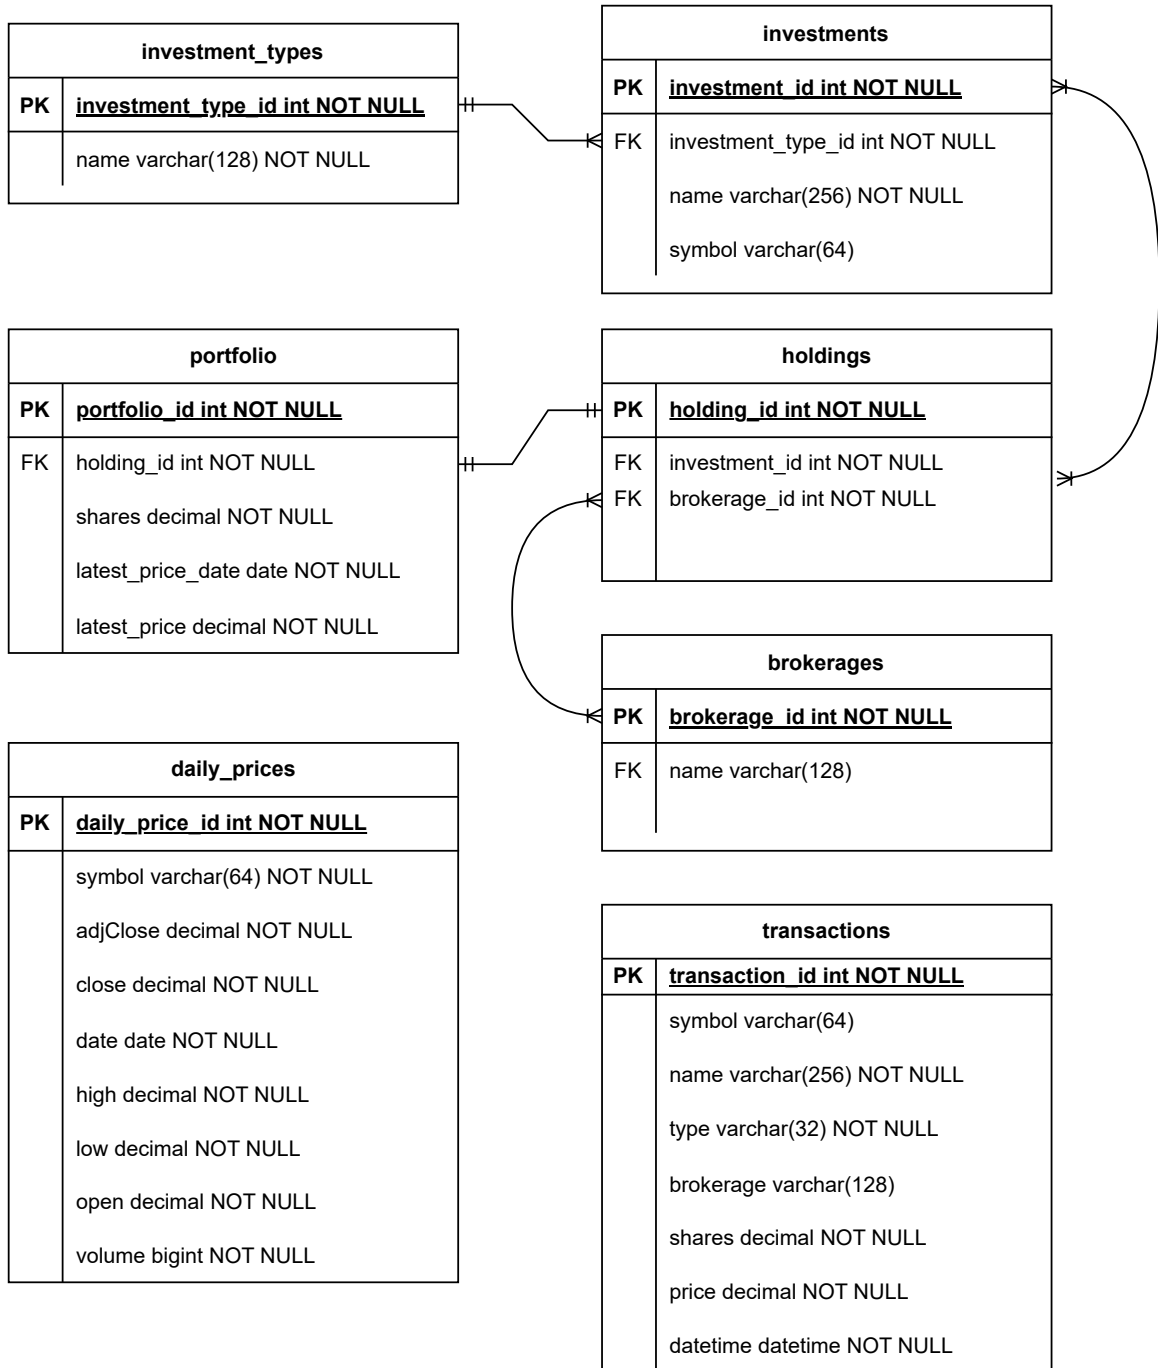 investment_types
PK investment_type_id int NOT NULL
name varchar(128) NOT NULL
investments
PK investment_id int NOT NULL
FK investment_type_id int NOT NULL
name varchar(256) NOT NULL
symbol varchar(64)
portfolio
PK portfolio_id int NOT NULL
FK holding_id int NOT NULL
shares decimal NOT NULL
latest_price_date date NOT NULL
latest_price decimal NOT NULL
holdings
PK holding_id int NOT NULL
FK investment_id int NOT NULL
FK brokerage_id int NOT NULL
brokerages
PK brokerage_id int NOT NULL
FK name varchar(128)
daily_prices
PK daily_price_id int NOT NULL
symbol varchar(64) NOT NULL
adjClose decimal NOT NULL
close decimal NOT NULL
date date NOT NULL
high decimal NOT NULL
low decimal NOT NULL
open decimal NOT NULL
volume bigint NOT NULL
transactions
PK transaction_id int NOT NULL
symbol varchar(64)
name varchar(256) NOT NULL
type varchar(32) NOT NULL
brokerage varchar(128)
shares decimal NOT NULL
price decimal NOT NULL
datetime datetime NOT NULL